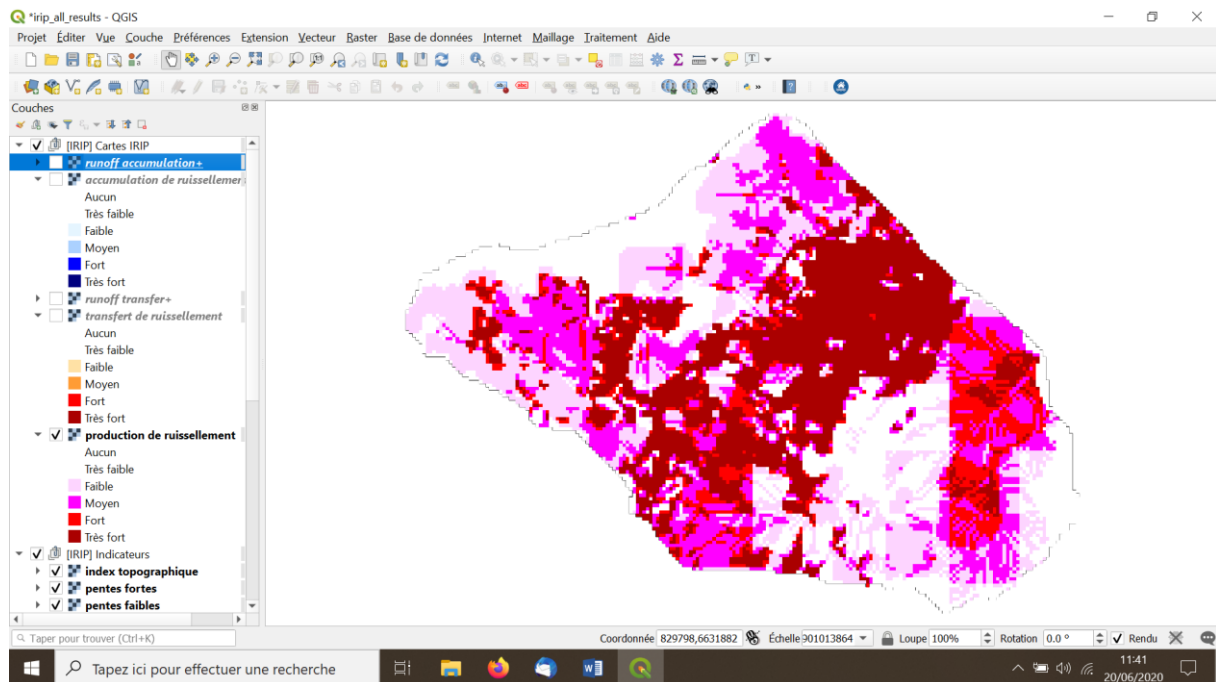 *irip_all_results - QGIS
Projet Éditer Vue Couche Préférences Extension Vecteur Raster Base de données Internet Maillage Traitement Aide
Couches
[IRIP] Cartes IRIP
runoff accumulation+
accumulation de ruissellemen
Aucun
Très faible
Faible
Moyen
Fort
Très fort
runoff transfer+
transfert de ruissellement
Aucun
Très faible
Faible
Moyen
Fort
Très fort
production de ruissellement
Aucun
Très faible
Faible
Moyen
Fort
Très fort
[IRIP] Indicateurs
index topographique
pentes fortes
pentes faibles
Taper pour trouver (Ctrl+K) Coordonnée 829798,6631882 Échelle 901013864 Loupe 100% Rotation 0.0 ° Rendu
Tapez ici pour effectuer une recherche
11:41
20/06/2020